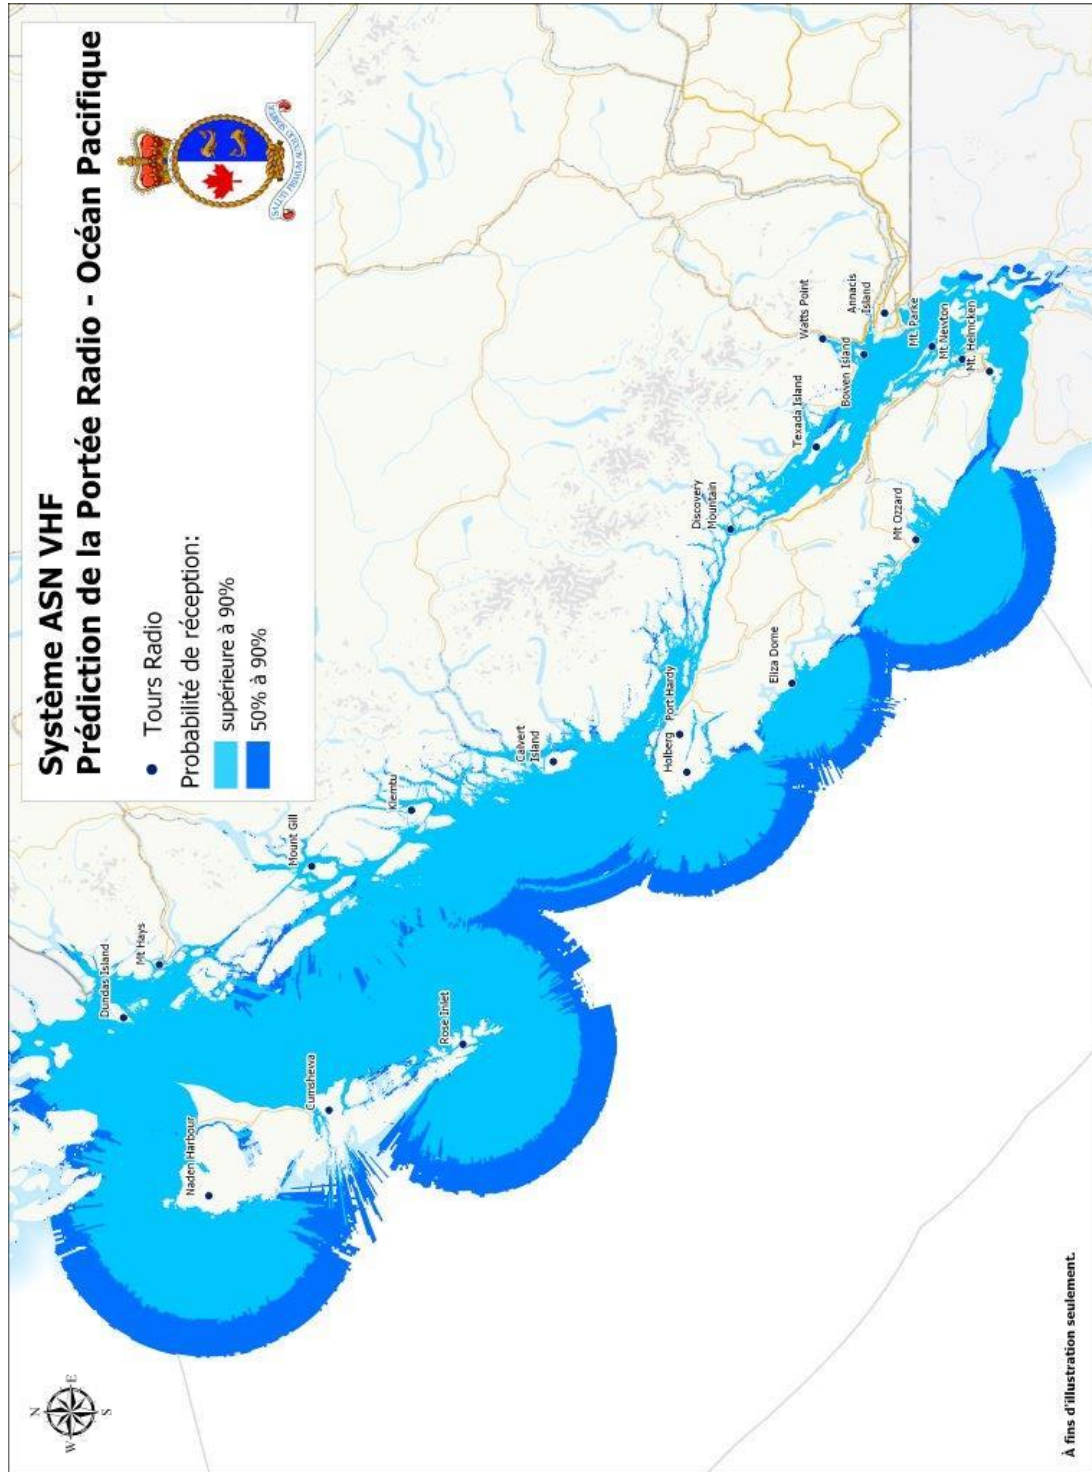 Système ASN VHF
Prédiction de la Portée Radio - Océan Pacifique
Tours Radio
Probabilité de réception:
supérieure à 90%
50% à 90%
N
W
E
S
Dundas Island
Mt Hays
Naden Harbour
Mount Gill
Cumshewa
Klemtu
Rose Inlet
Calvert
Island
Holberg
Port Hardy
Discovery
Mountain
Eliza Dome
Texada Island
Watts Point
Bowen Island
Annacis
Island
Mt Ozzard
Mt. Parke
Mt Newton
Mt. Helmcken
À fins d'illustration seulement.